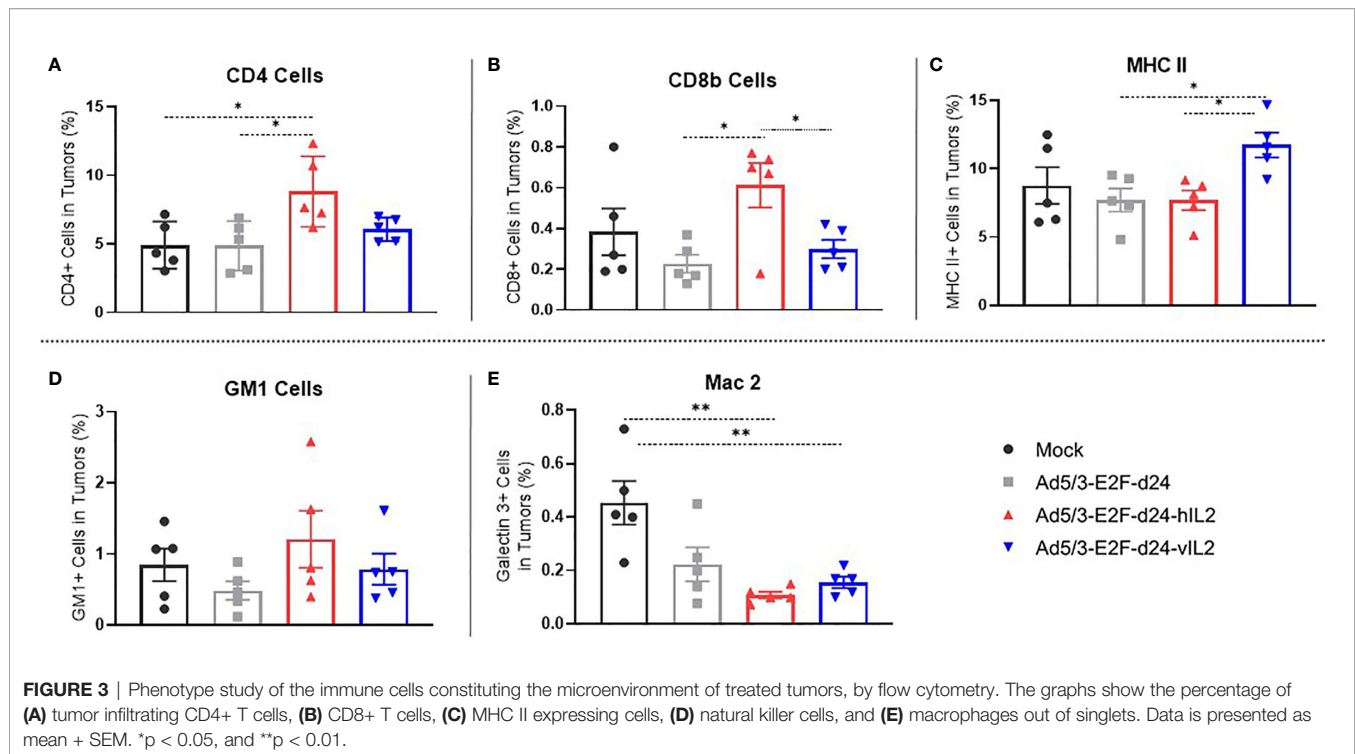 A
CD4 Cells
CD4+ Cells in Tumors (%)
15
10
5
0
*
*
B
CD8b Cells
CD8+ Cells in Tumors (%)
1.0
0.8
0.6
0.4
0.2
0.0
*
*
C
MHC II
MHC II+ Cells in Tumors (%)
15
10
5
0
*
*
D
GM1 Cells
GM1+ Cells in Tumors (%)
3
2
1
0
E
Mac 2
Galectin 3+ Cells
in Tumors (%)
0.8
0.6
0.4
0.2
0.0
**
**
Mock
Ad5/3-E2F-d24
Ad5/3-E2F-d24-hIL2
Ad5/3-E2F-d24-vIL2
FIGURE 3 | Phenotype study of the immune cells constituting the microenvironment of treated tumors, by flow cytometry. The graphs show the percentage of
(A) tumor infiltrating CD4+ T cells, (B) CD8+ T cells, (C) MHC II expressing cells, (D) natural killer cells, and (E) macrophages out of singlets. Data is presented as
mean + SEM. *p < 0.05, and **p < 0.01.